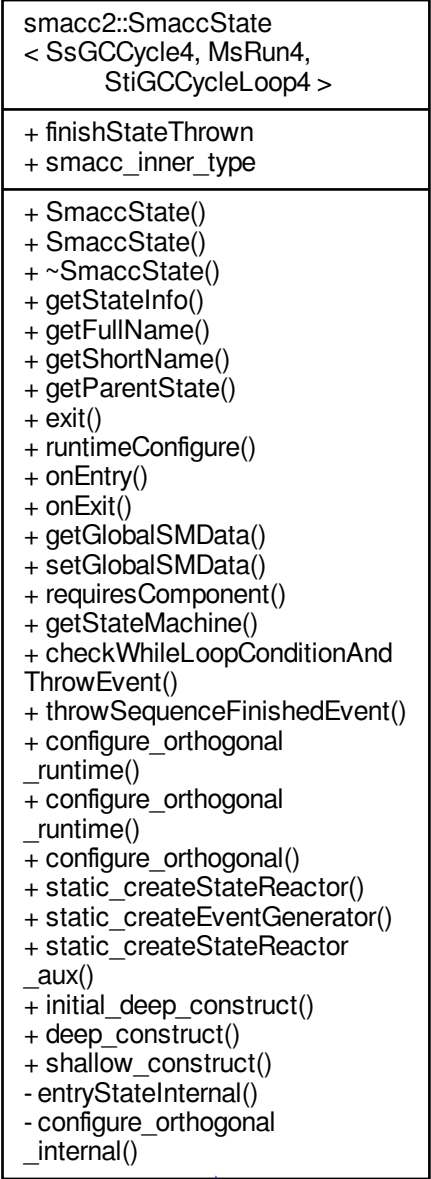 smacc2::SmaccState
< SsGCCycle4, MsRun4,
StiGCCycleLoop4 >
+ finishStateThrown
+ smacc_inner_type
+ SmaccState()
+ SmaccState()
+ ~SmaccState()
+ getStateInfo()
+ getFullName()
+ getShortName()
+ getParentState()
+ exit()
+ runtimeConfigure()
+ onEntry()
+ onExit()
+ getGlobalSMData()
+ setGlobalSMData()
+ requiresComponent()
+ getStateMachine()
+ checkWhileLoopConditionAnd
ThrowEvent()
+ throwSequenceFinishedEvent()
+ configure_orthogonal
_runtime()
+ configure_orthogonal
_runtime()
+ configure_orthogonal()
+ static_createStateReactor()
+ static_createEventGenerator()
+ static_createStateReactor
_aux()
+ initial_deep_construct()
+ deep_construct()
+ shallow_construct()
- entryStateInternal()
- configure_orthogonal
_internal()